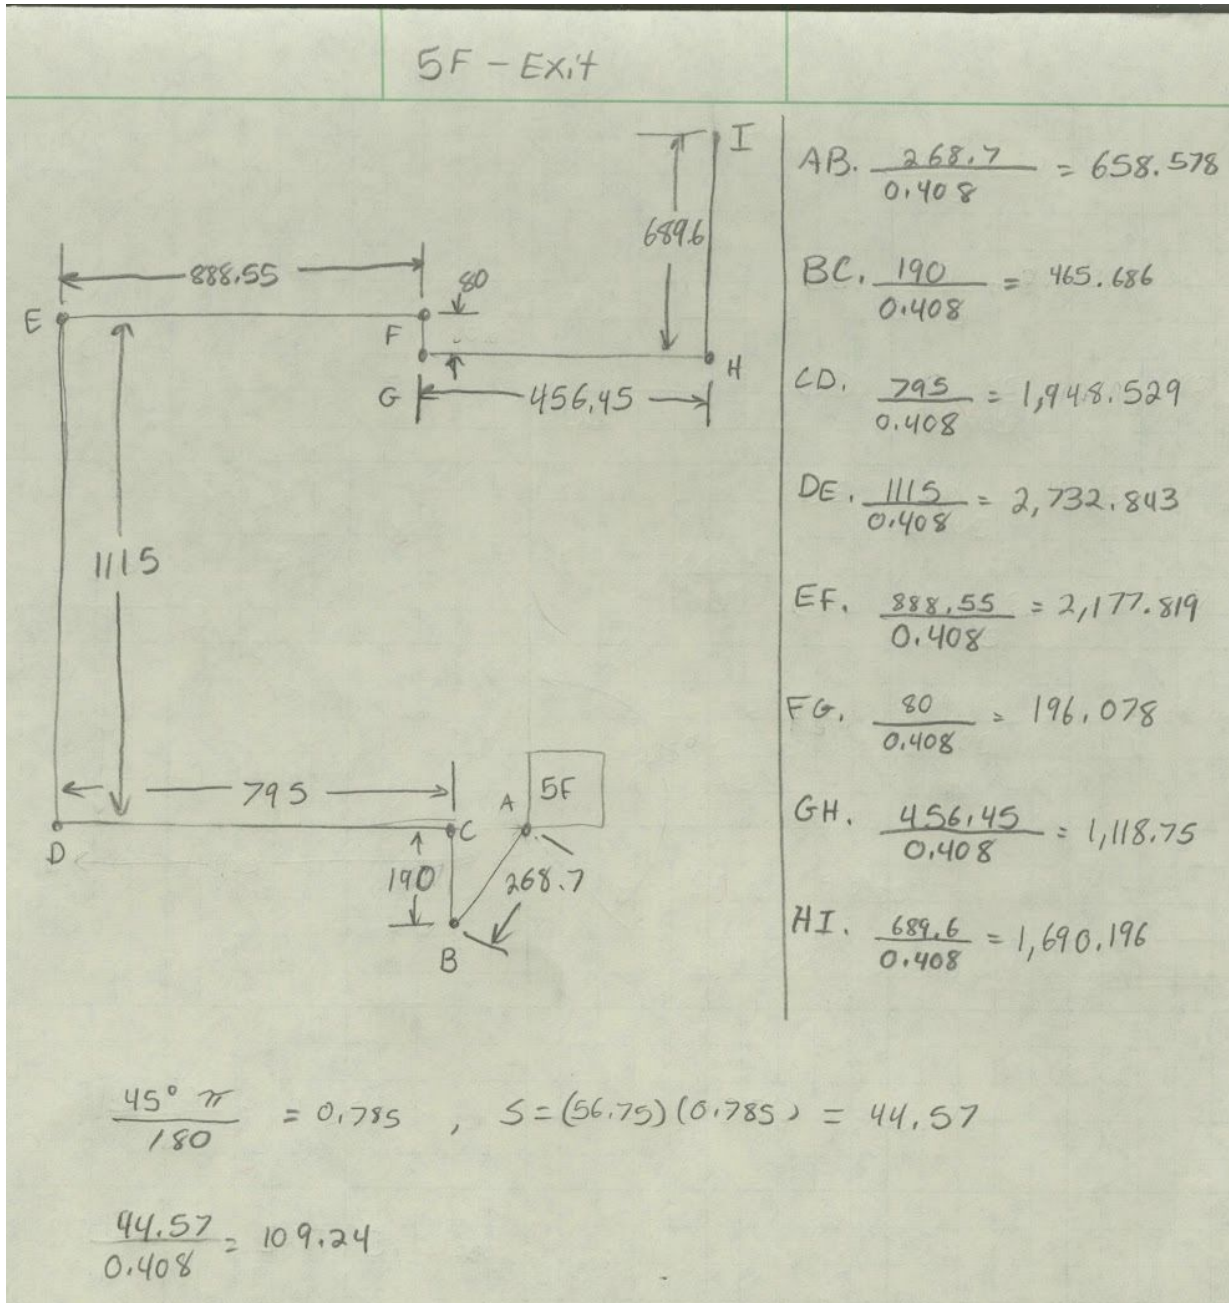 5F - Exit
I
689.6
888.55
80
E
F
H
G
456.45
1115
795
A
5F
D
C
190
268.7
B
AB. 268.7 / 0.408 = 658.578
BC. 190 / 0.408 = 465.686
CD. 795 / 0.408 = 1,948.529
DE. 1115 / 0.408 = 2,732.843
EF. 888.55 / 0.408 = 2,177.819
FG. 80 / 0.408 = 196.078
GH. 456.45 / 0.408 = 1,118.75
HI. 689.6 / 0.408 = 1,690.196
45° π / 180 = 0.785 , S = (56.75)(0.785) = 44.57
44.57 / 0.408 = 109.24